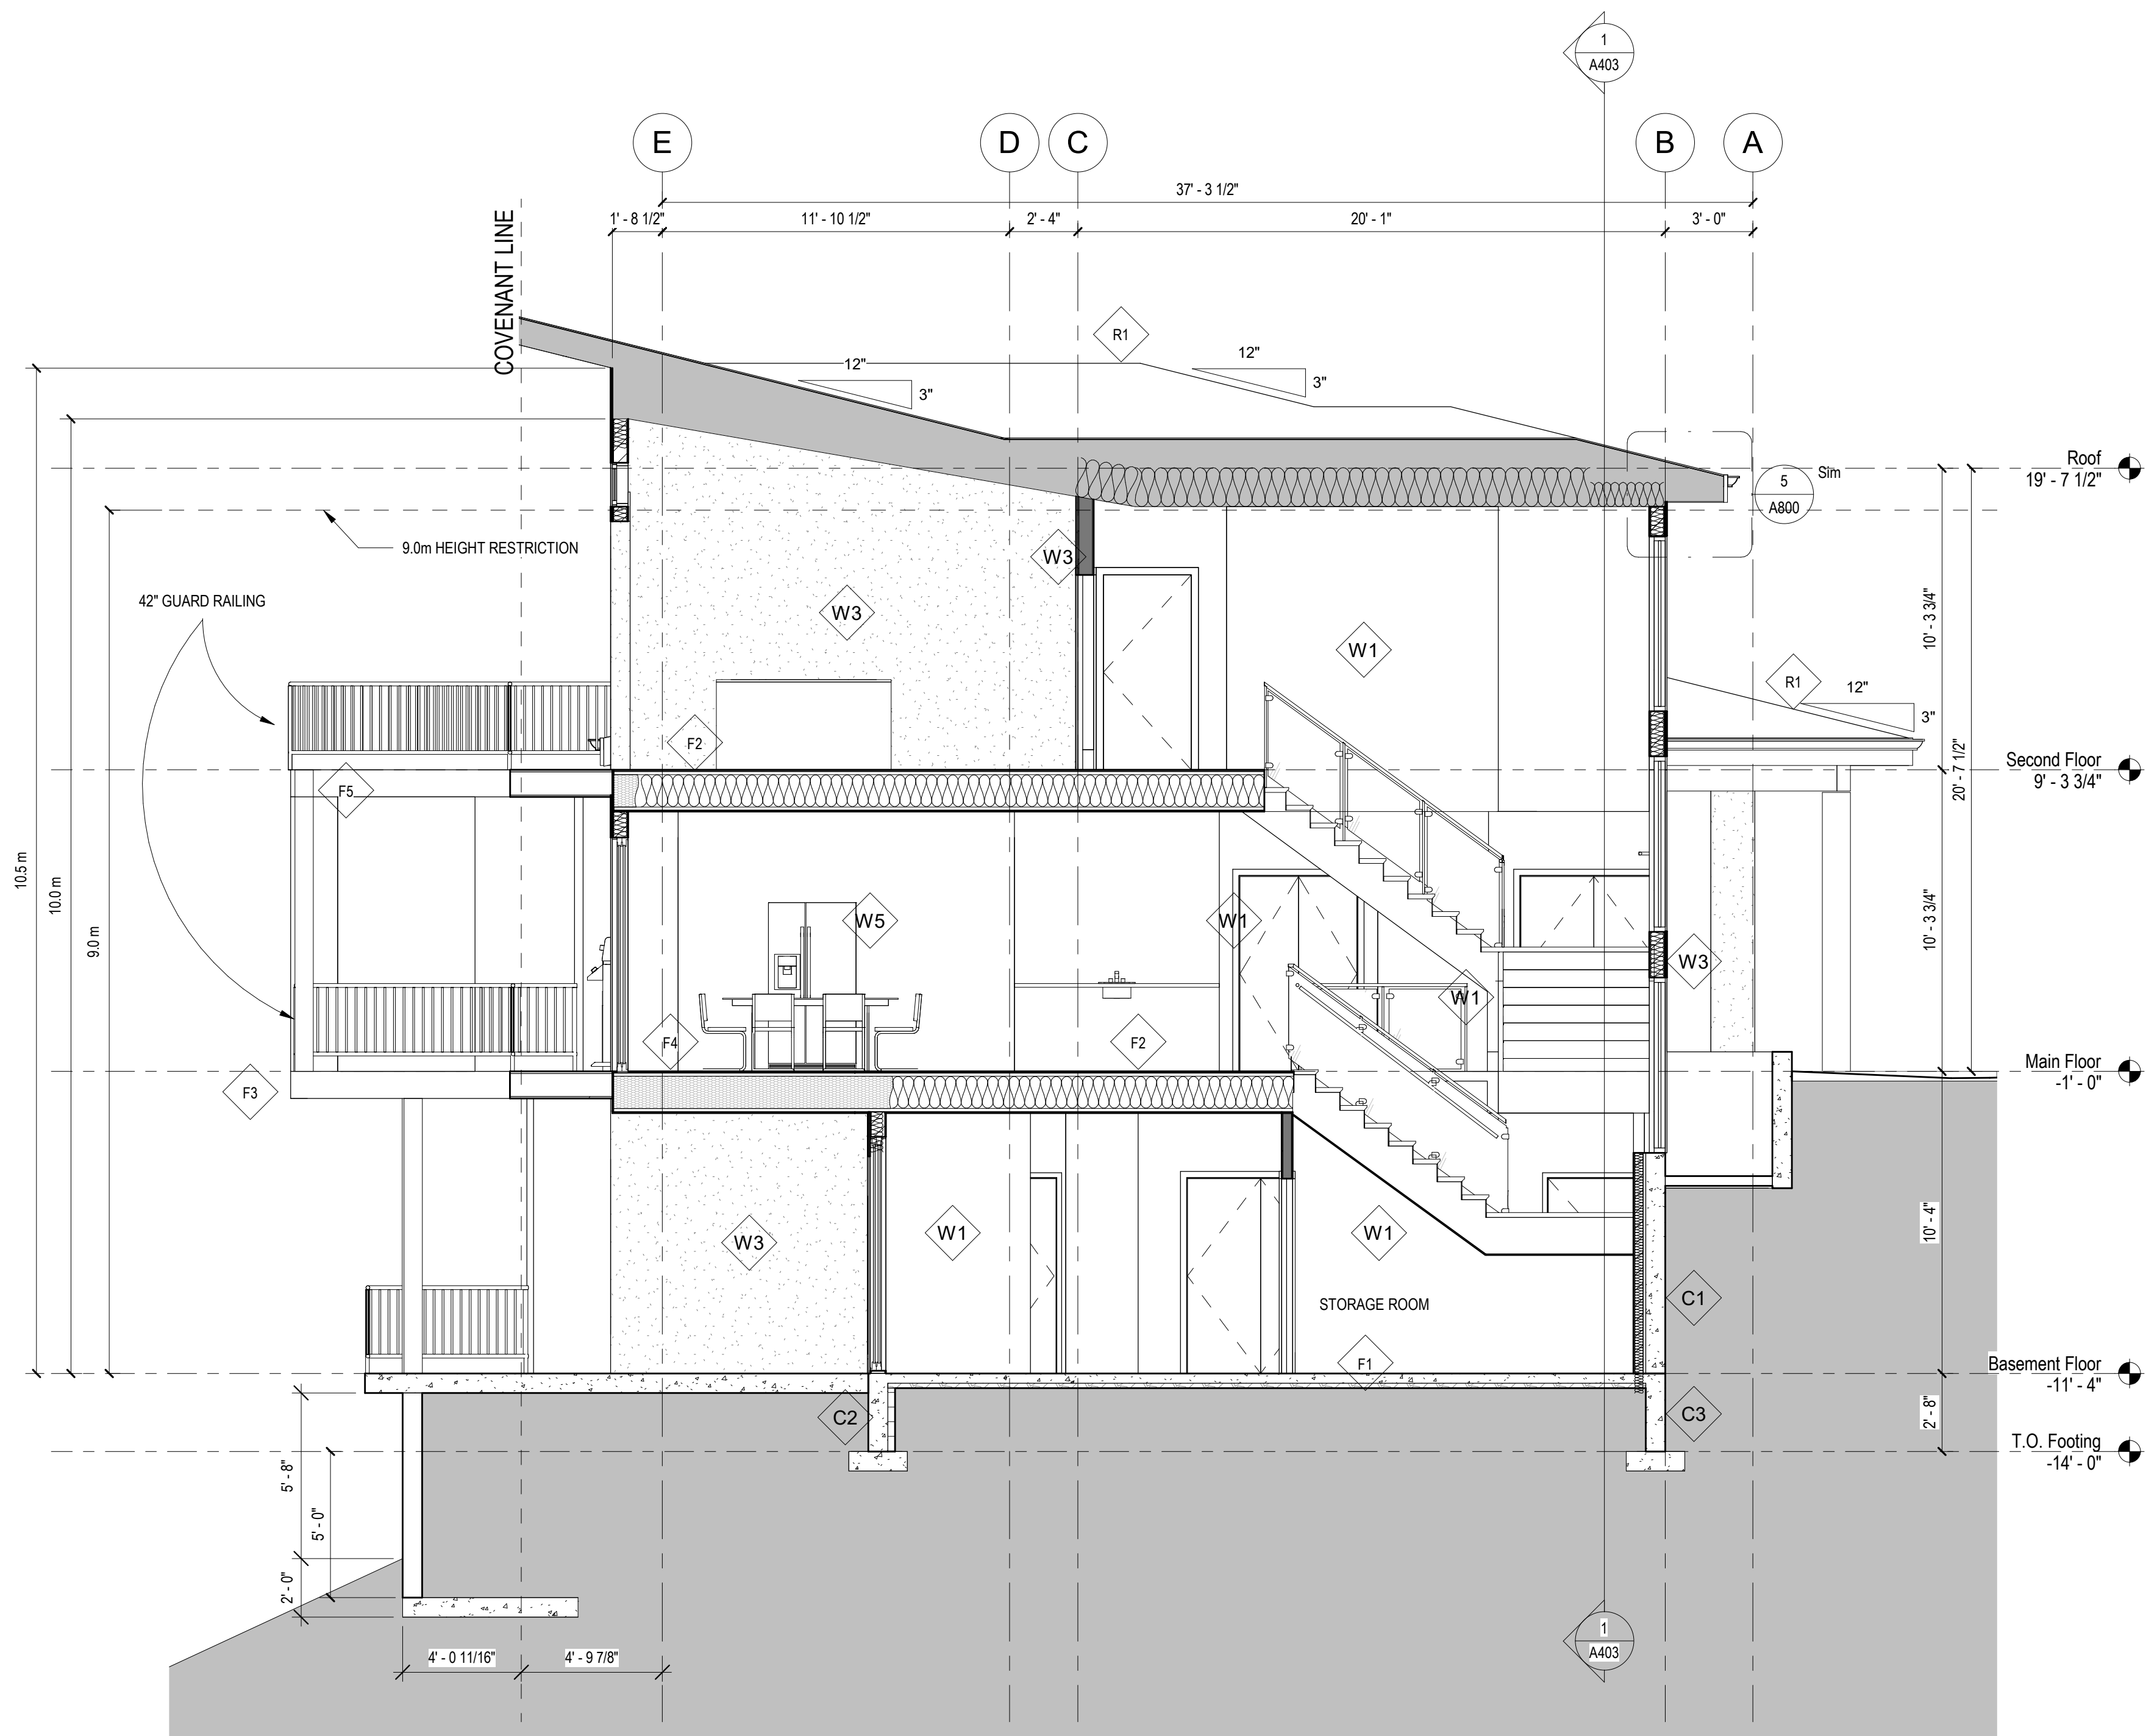 1
A403
E
D
C
B
A
37' - 3 1/2"
1' - 8 1/2"
11' - 10 1/2"
2' - 4"
20' - 1"
3' - 0"
COVENANT LINE
R1
12"
3"
12"
3"
Roof
19' - 7 1/2"
Sim
5
A800
9.0m HEIGHT RESTRICTION
W3
42" GUARD RAILING
W3
W1
10' - 3 3/4"
R1
12"
3"
F2
F5
Second Floor
9' - 3 3/4"
20' - 7 1/2"
10.5 m
10.0 m
9.0 m
W5
W1
10' - 3 3/4"
W3
W1
F4
F2
F3
Main Floor
-1' - 0"
W3
W1
W1
10' - 4"
C1
STORAGE ROOM
F1
Basement Floor
-11' - 4"
C2
C3
2' - 8"
T.O. Footing
-14' - 0"
5' - 8"
5' - 0"
2' - 0"
4' - 0 11/16"
4' - 9 7/8"
1
A403